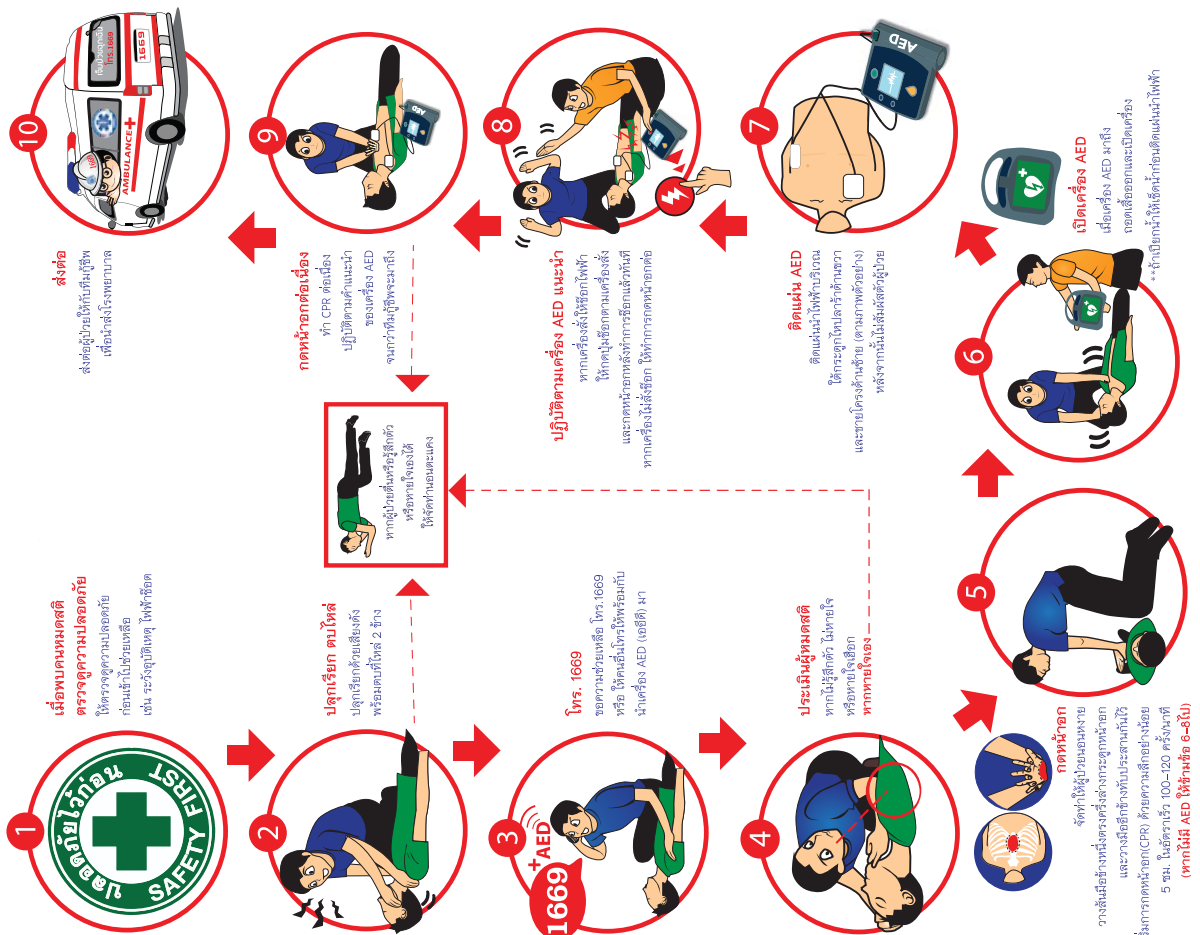 1
ปลอดภัยไว้ก่อน
SAFETY FIRST
เมื่อพบคนหมดสติ
ตรวจดูความปลอดภัย
ให้ตรวจดูความปลอดภัย
ก่อนเข้าไปช่วยเหลือ
เช่น ระวังอุบัติเหตุ ไฟฟ้าช็อต
2
ปลุกเรียก ตบไหล่
ปลุกเรียกด้วยเสียงดัง
พร้อมตบที่ไหล่ 2 ข้าง
3
1669
+AED
โทร. 1669
ขอความช่วยเหลือ โทร.1669
หรือ ให้คนอื่นโทรให้พร้อมกับ
นำเครื่อง AED (เออีดี) มา
4
ประเมินผู้หมดสติ
หากไม่รู้สึกตัว ไม่หายใจ
หรือหายใจเฮือก
หากหายใจเอง
หากผู้ป่วยตื่นหรือรู้สึกตัว
หรือหายใจเองได้
ให้จัดท่านอนตะแคง
5
กดหน้าอก
จัดท่าให้ผู้ป่วยนอนหงาย
วางส้นมือข้างหนึ่งตรงครึ่งล่างกระดูกหน้าอก
และวางมืออีกข้างทับประสานกันไว้
เริ่มการกดหน้าอก(CPR) ด้วยความลึกอย่างน้อย
5 ซม. ในอัตราเร็ว 100-120 ครั้ง/นาที
(หากไม่มี AED ให้ข้ามข้อ 6-8ไป)
6
เปิดเครื่อง AED
เมื่อเครื่อง AED มาถึง
ถอดเสื้อออกและเปิดเครื่อง
**ถ้าเปียกน้ำให้เช็ดน้ำก่อนติดแผ่นนำไฟฟ้า
7
AED
ติดแผ่น AED
ติดแผ่นนำไฟฟ้าบริเวณ
ใต้กระดูกไหปลาร้าด้านขวา
และชายโครงด้านซ้าย (ตามภาพตัวอย่าง)
หลังจากนั้นไม่สัมผัสตัวผู้ป่วย
8
AED
ปฏิบัติตามเครื่อง AED แนะนำ
หากเครื่องสั่งให้ช็อกไฟฟ้า
ให้กดปุ่มช็อกตามเครื่องสั่ง
และกดหน้าอกหลังทำการช็อกแล้วทันที
หากเครื่องไม่สั่งช็อก ให้ทำการกดหน้าอกต่อ
9
AED
กดหน้าอกต่อเนื่อง
ทำ CPR ต่อเนื่อง
ปฏิบัติตามคำแนะนำ
ของเครื่อง AED
จนกว่าทีมกู้ชีพจะมาถึง
10
เจ็บป่วยฉุกเฉิน
โทร.1669
1669
AMBULANCE
ส่งต่อ
ส่งต่อผู้ป่วยให้กับทีมกู้ชีพ
เพื่อนำส่งโรงพยาบาล